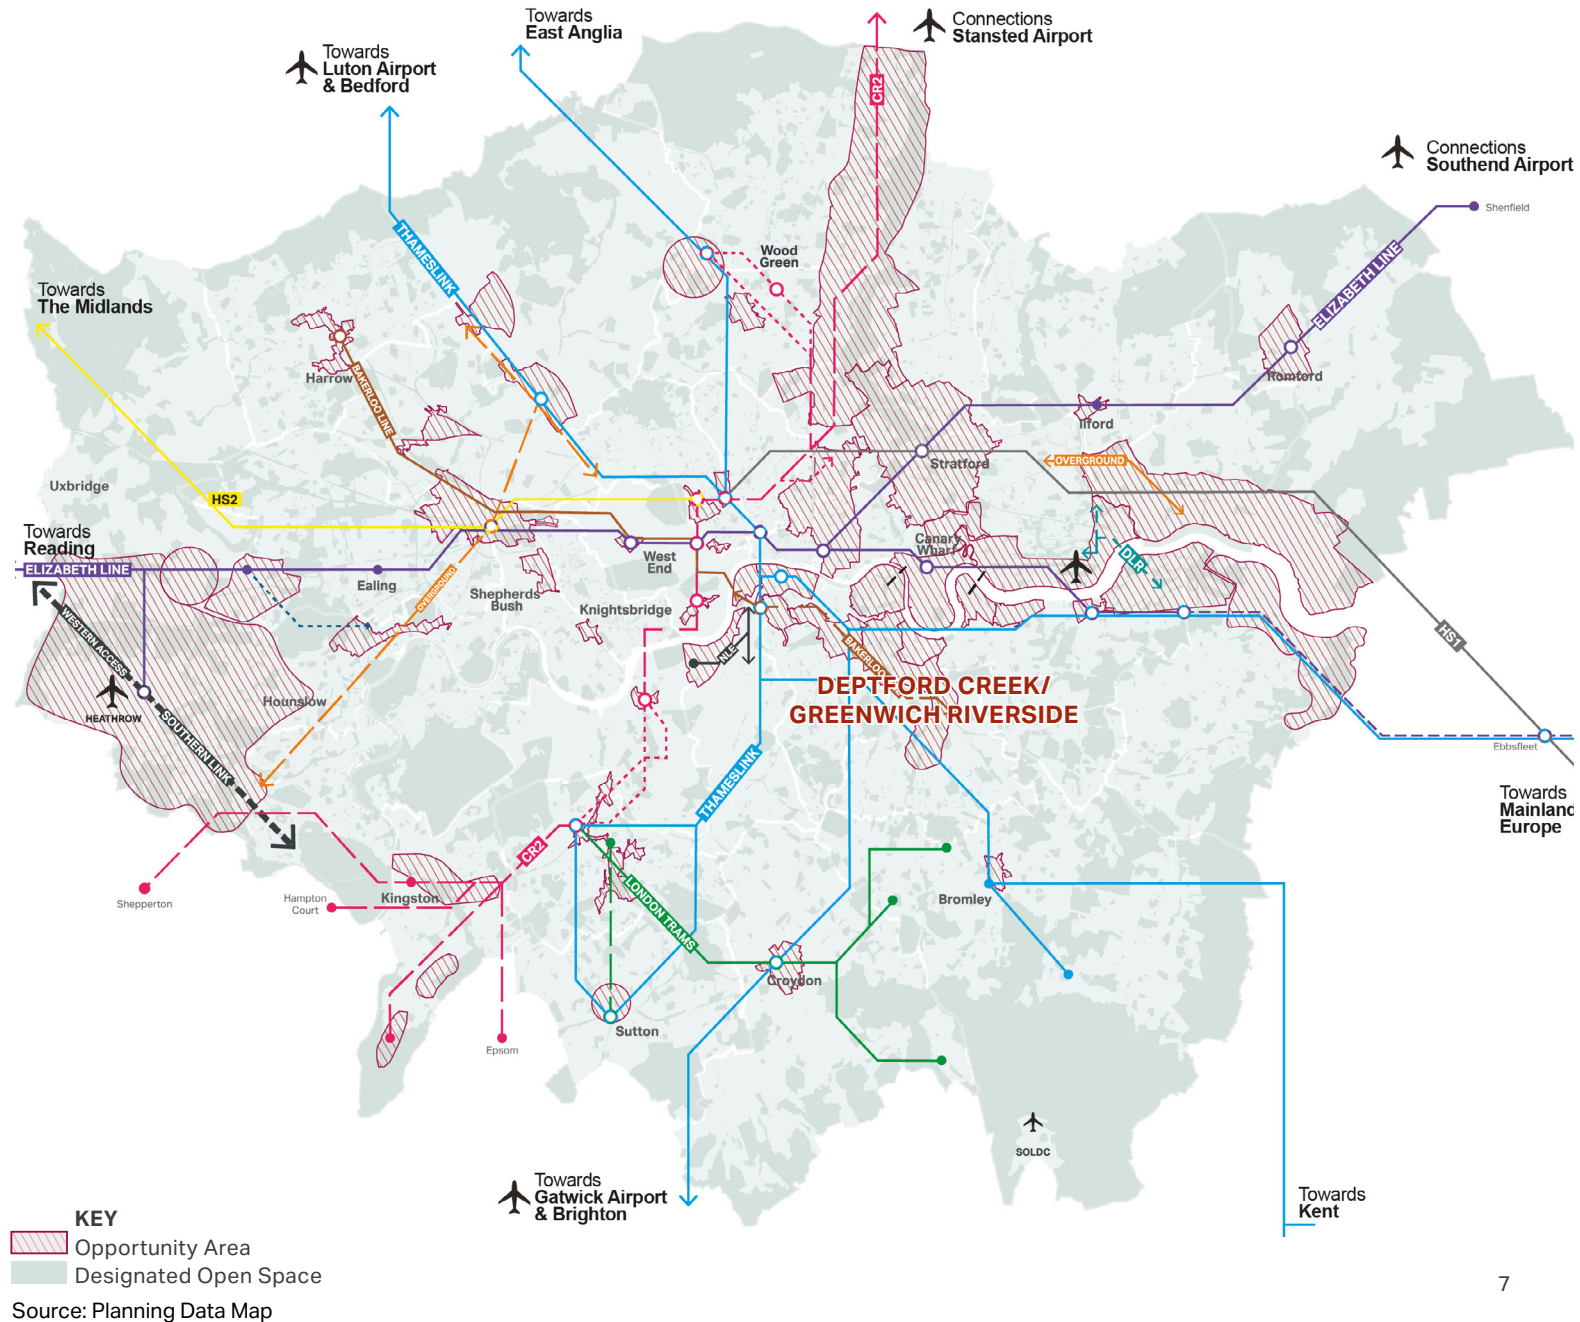 Towards
East Anglia
Connections
Stansted Airport
Towards
Luton Airport
& Bedford
CR2
Connections
Southend Airport
Shenfield
THAMESLINK
Wood
Green
ELIZABETH LINE
Towards
The Midlands
Harrow
BAKERLOO LINE
Romford
Ilford
Stratford
OVERGROUND
Uxbridge
HS2
Towards
Reading
ELIZABETH LINE
Ealing
OVERGROUND
Shepherds
Bush
West
End
Knightsbridge
Canary
Wharf
DLR
WESTERN ACCESS
HS1
NLE
BAKERLOO
DEPTFORD CREEK/
GREENWICH RIVERSIDE
Hounslow
HEATHROW
SOUTHERN LINK
Ebbsfleet
THAMESLINK
Towards
Mainland
Europe
CR2
Shepperton
Hampton
Court
Kingston
LONDON TRAMS
Bromley
Croydon
Sutton
Epsom
SOLDC
Towards
Gatwick Airport
& Brighton
Towards
Kent
KEY
Opportunity Area
Designated Open Space
7
Source: Planning Data Map